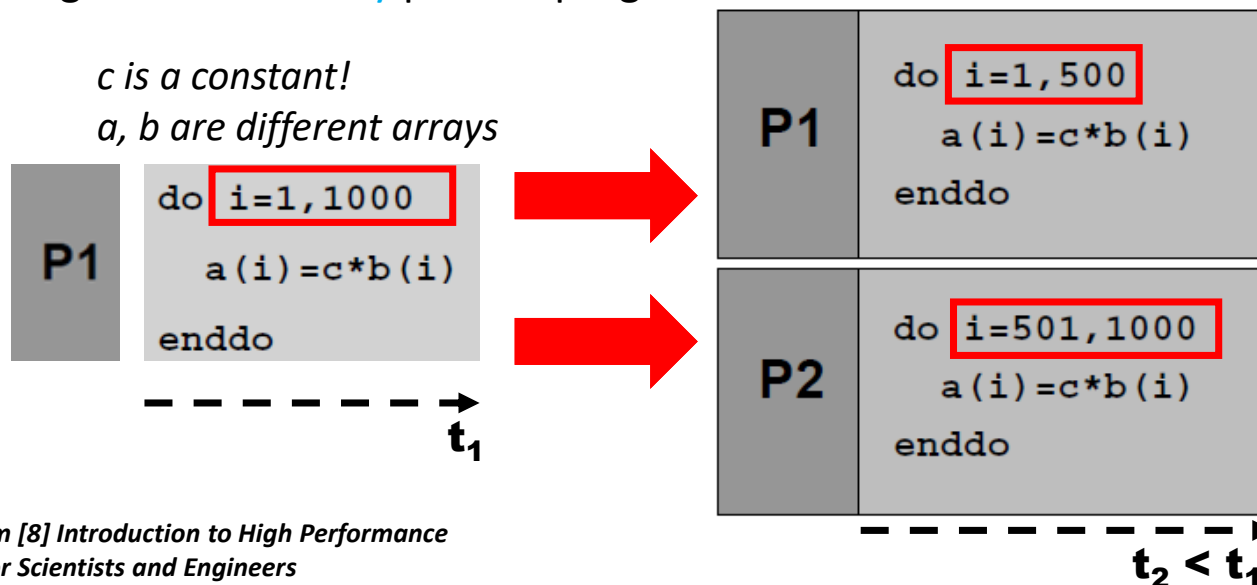 c is a constant!
a, b are different arrays
P1
do i=1,1000
a(i)=c*b(i)
enddo
t₁
P1
do i=1,500
a(i)=c*b(i)
enddo
P2
do i=501,1000
a(i)=c*b(i)
enddo
t₂ < t₁
[8] Introduction to High Performance
Scientists and Engineers